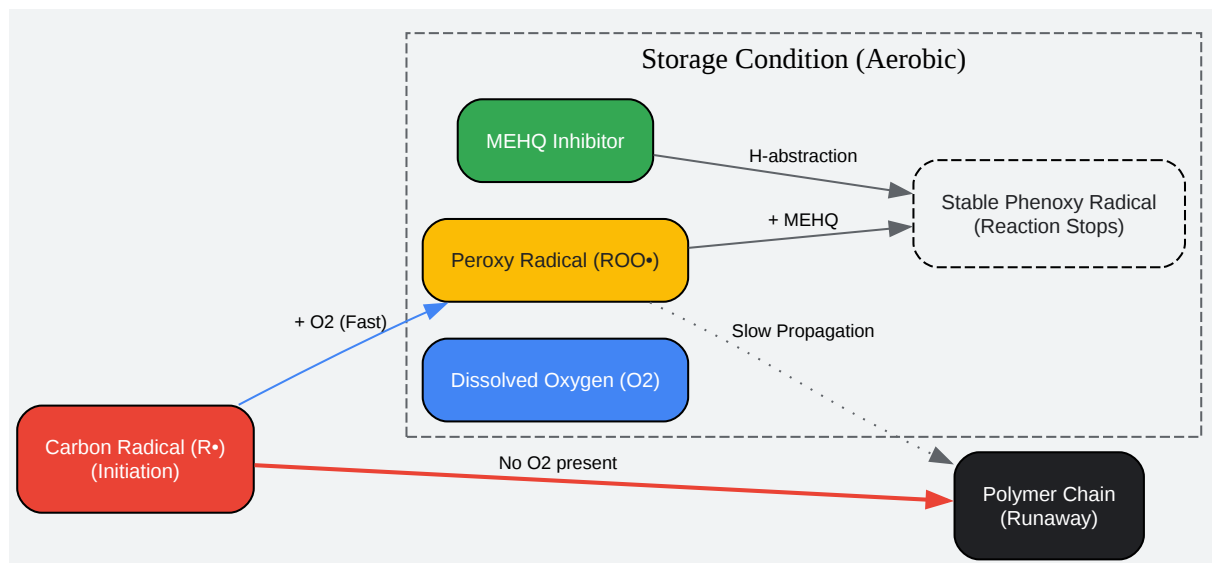 Storage Condition (Aerobic)
MEHQ Inhibitor
H-abstraction
Stable Phenoxy Radical
(Reaction Stops)
+ MEHQ
Peroxy Radical (ROO•)
+ O2 (Fast)
Slow Propagation
Dissolved Oxygen (O2)
Carbon Radical (R•)
(Initiation)
No O2 present
Polymer Chain
(Runaway)